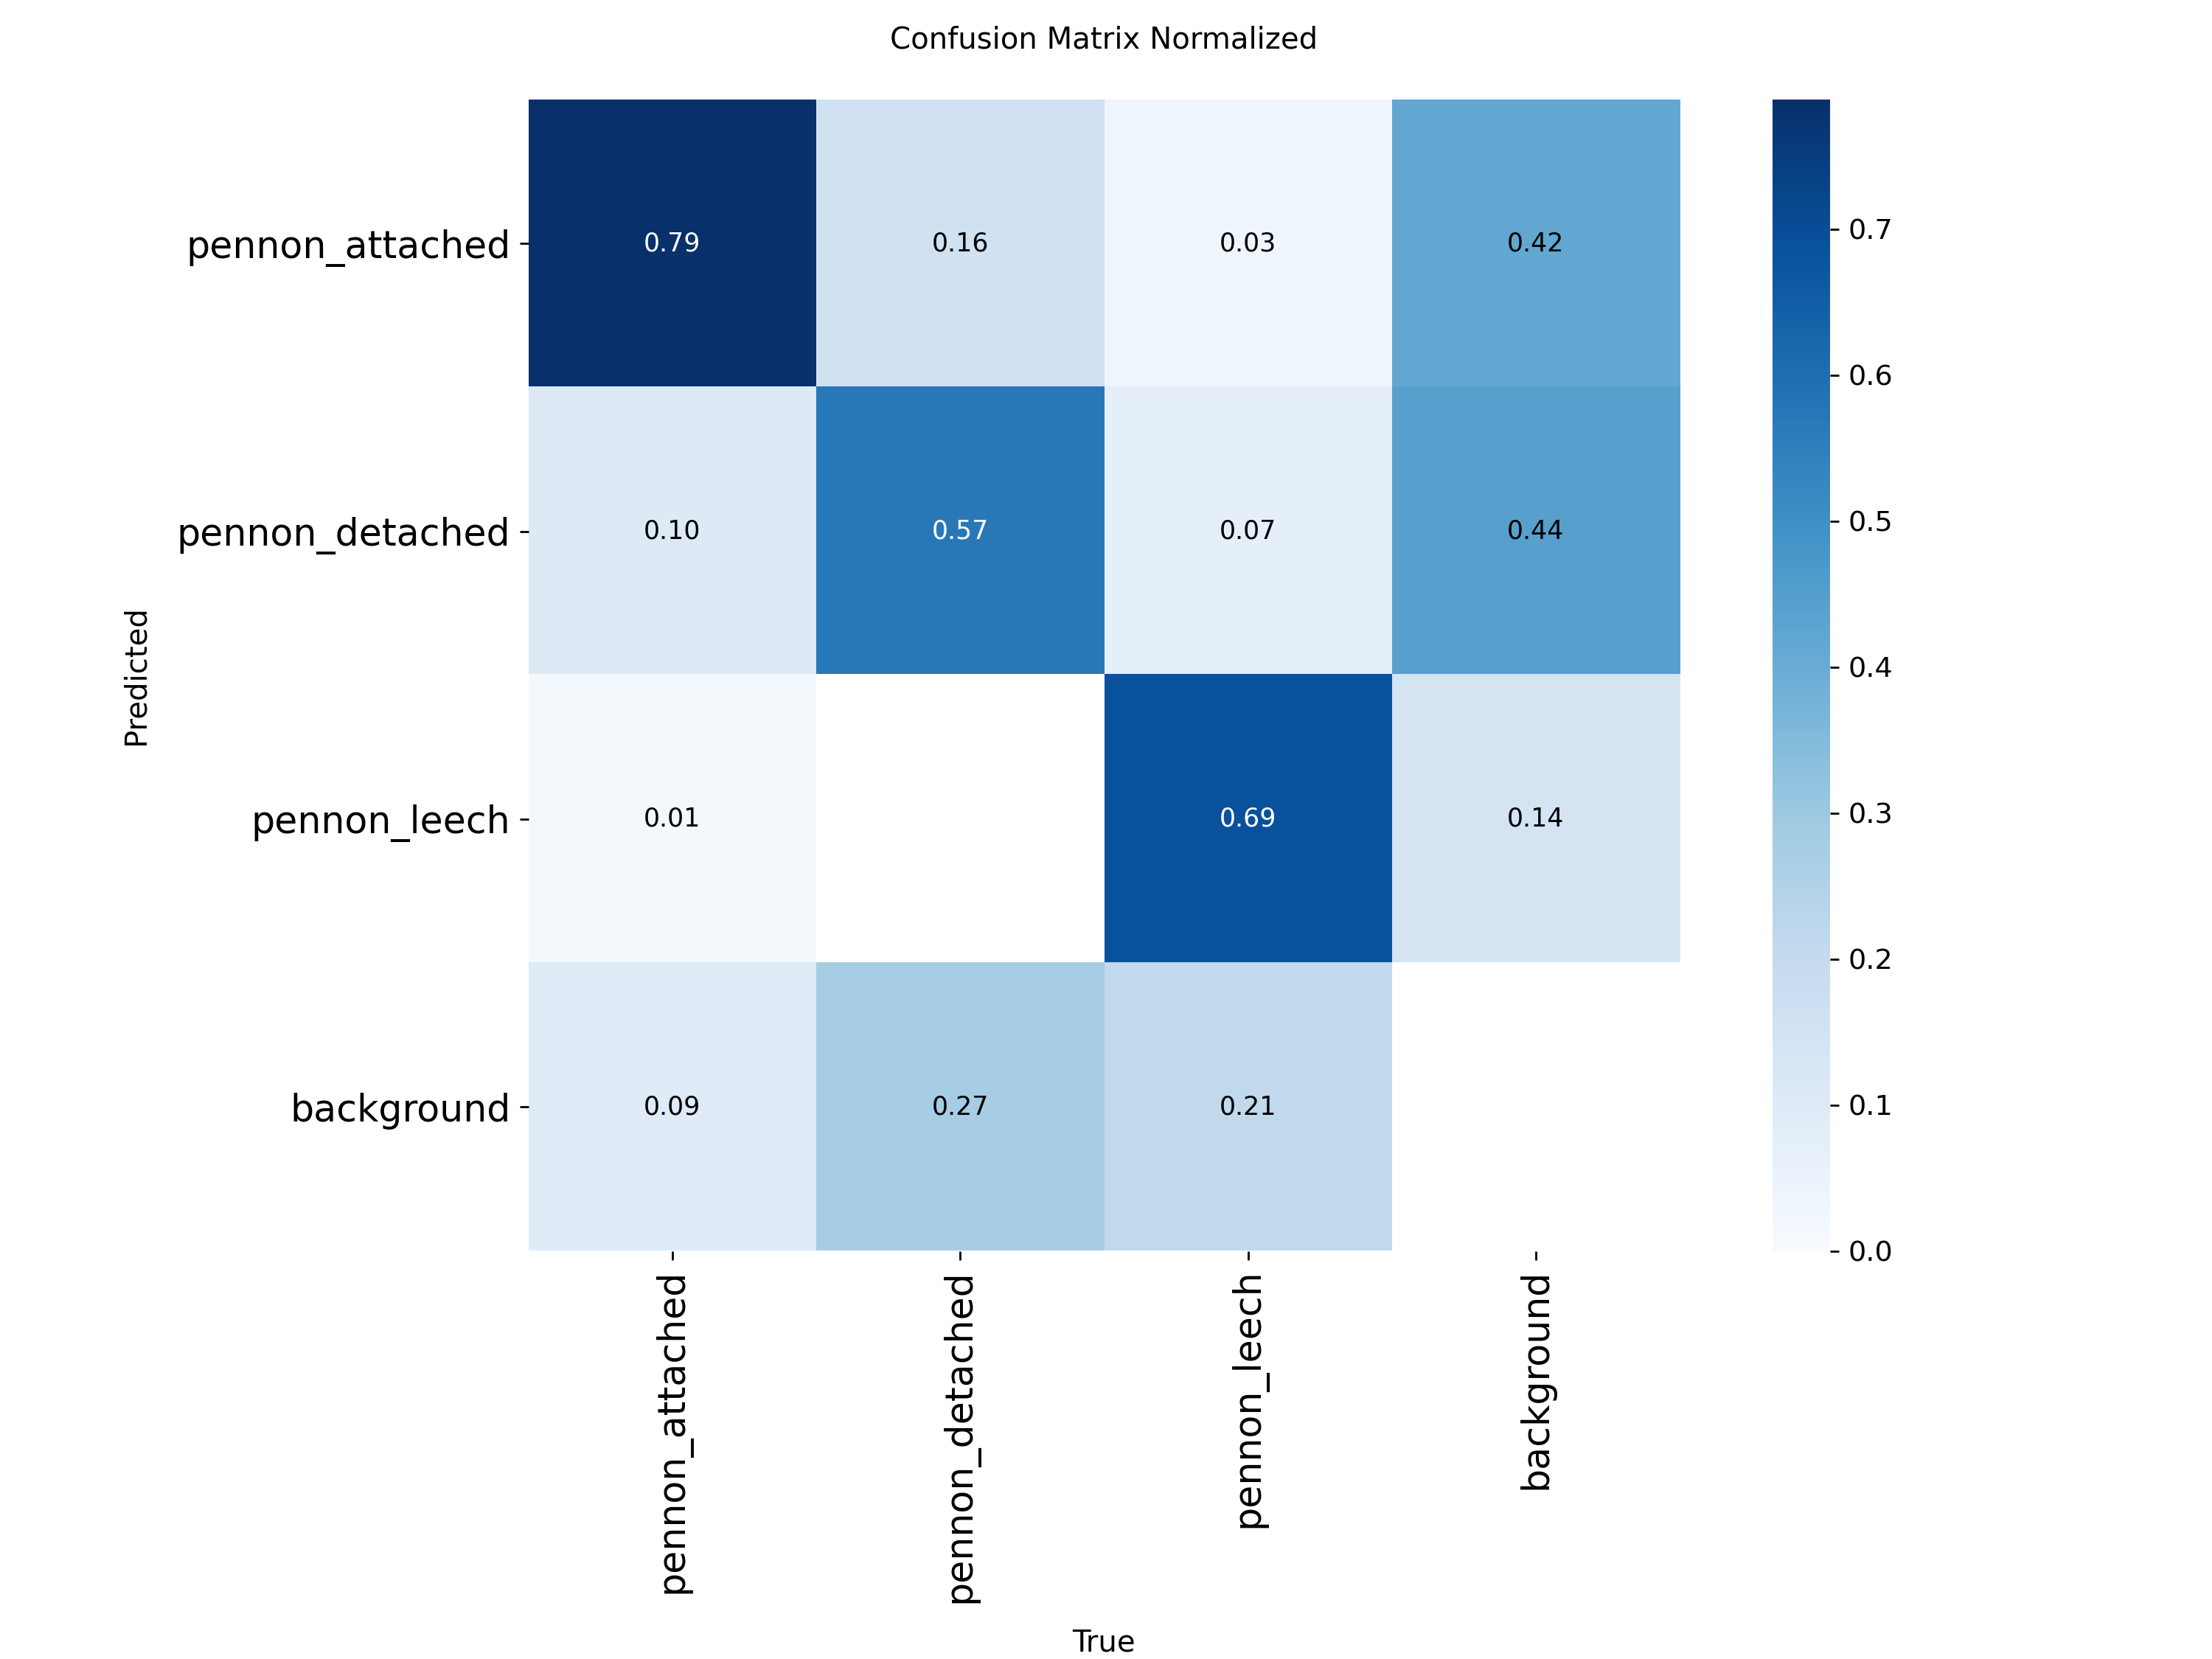 Confusion Matrix Normalized
pennon_attached
0.79
0.16
0.03
0.42
pennon_detached
0.10
0.57
0.07
0.44
pennon_leech
0.01
0.69
0.14
background
0.09
0.27
0.21
Predicted
pennon_attached
pennon_detached
pennon_leech
background
True
0.7
0.6
0.5
0.4
0.3
0.2
0.1
0.0